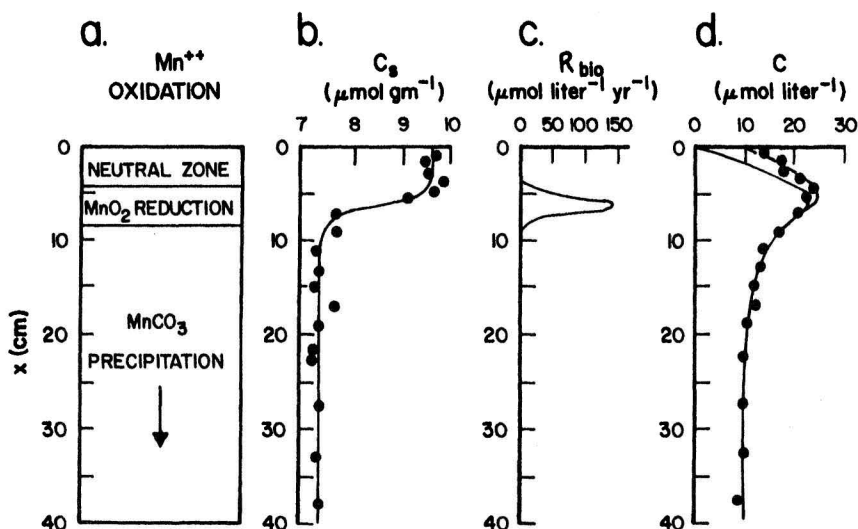 a.
Mn++
OXIDATION
x (cm)
0
10
20
30
40
NEUTRAL ZONE
MnO2 REDUCTION
MnCO3
PRECIPITATION
b.
Cs
(μmol gm−1)
7 8 9 10
0
10
20
30
40
c.
Rbio
(μmol liter−1 yr−1)
0 50 100 150
0
10
20
30
40
d.
C
(μmol liter−1)
0 10 20 30
0
10
20
30
40